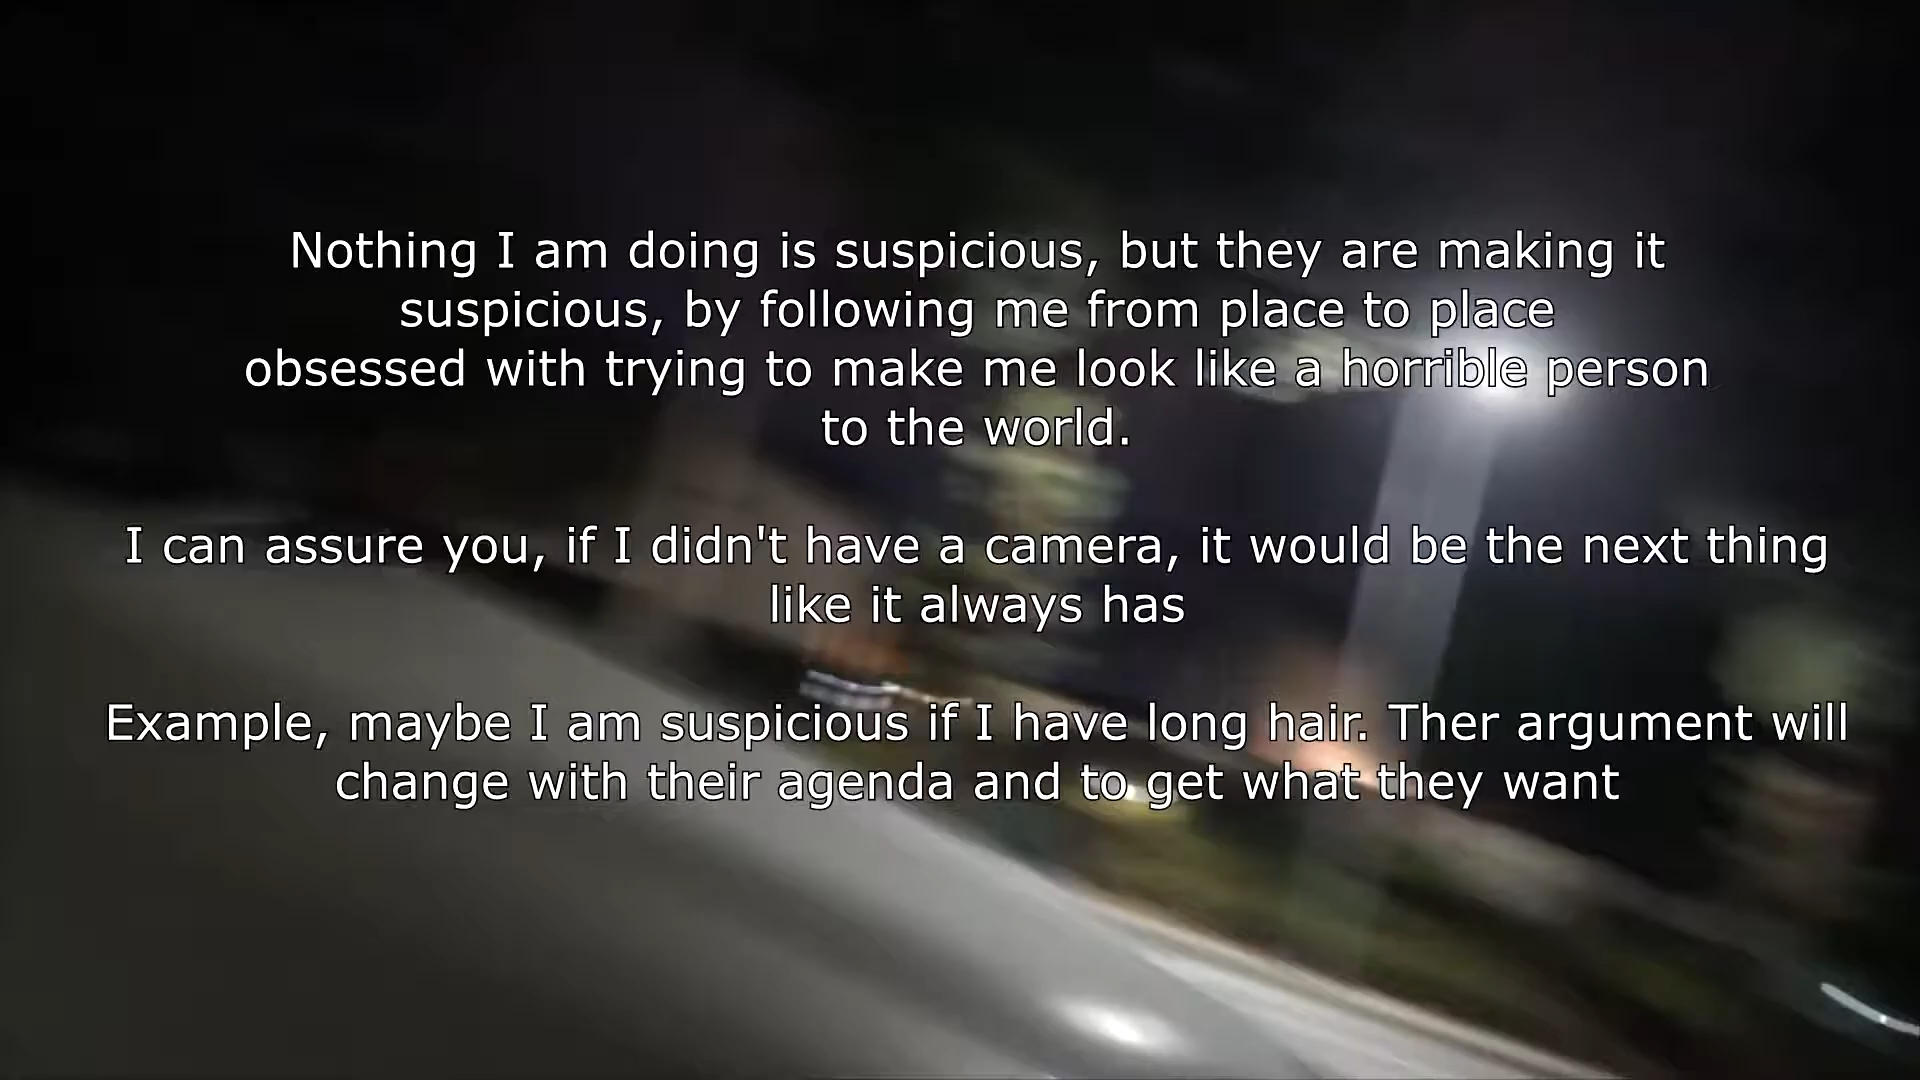 Nothing I am doing is suspicious, but they are making it
suspicious, by following me from place to place
obsessed with trying to make me look like a horrible person
to the world.
I can assure you, if I didn't have a camera, it would be the next thing
like it always has
Example, maybe I am suspicious if I have long hair. Ther argument will
change with their agenda and to get what they want